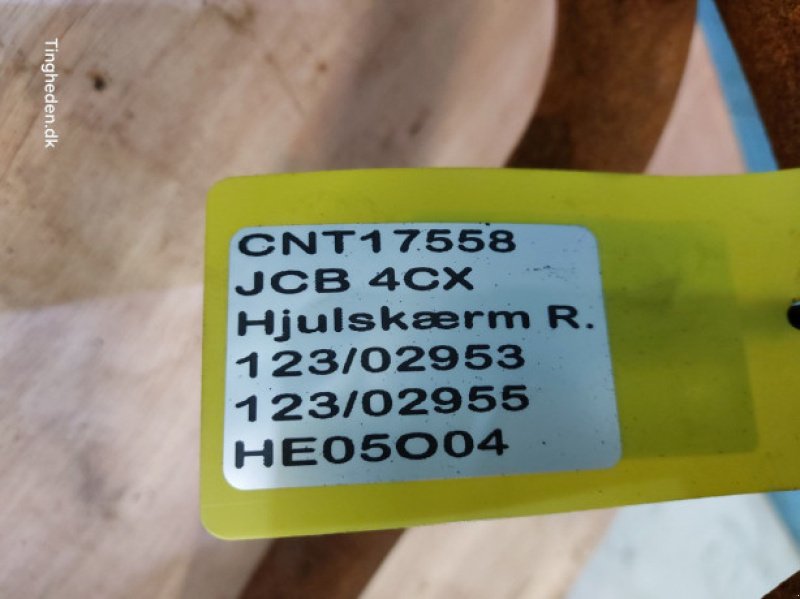 Tingheden.dk
CNT17558
JCB 4CX
Hjulskærm R.
123/02953
123/02955
HE05O04